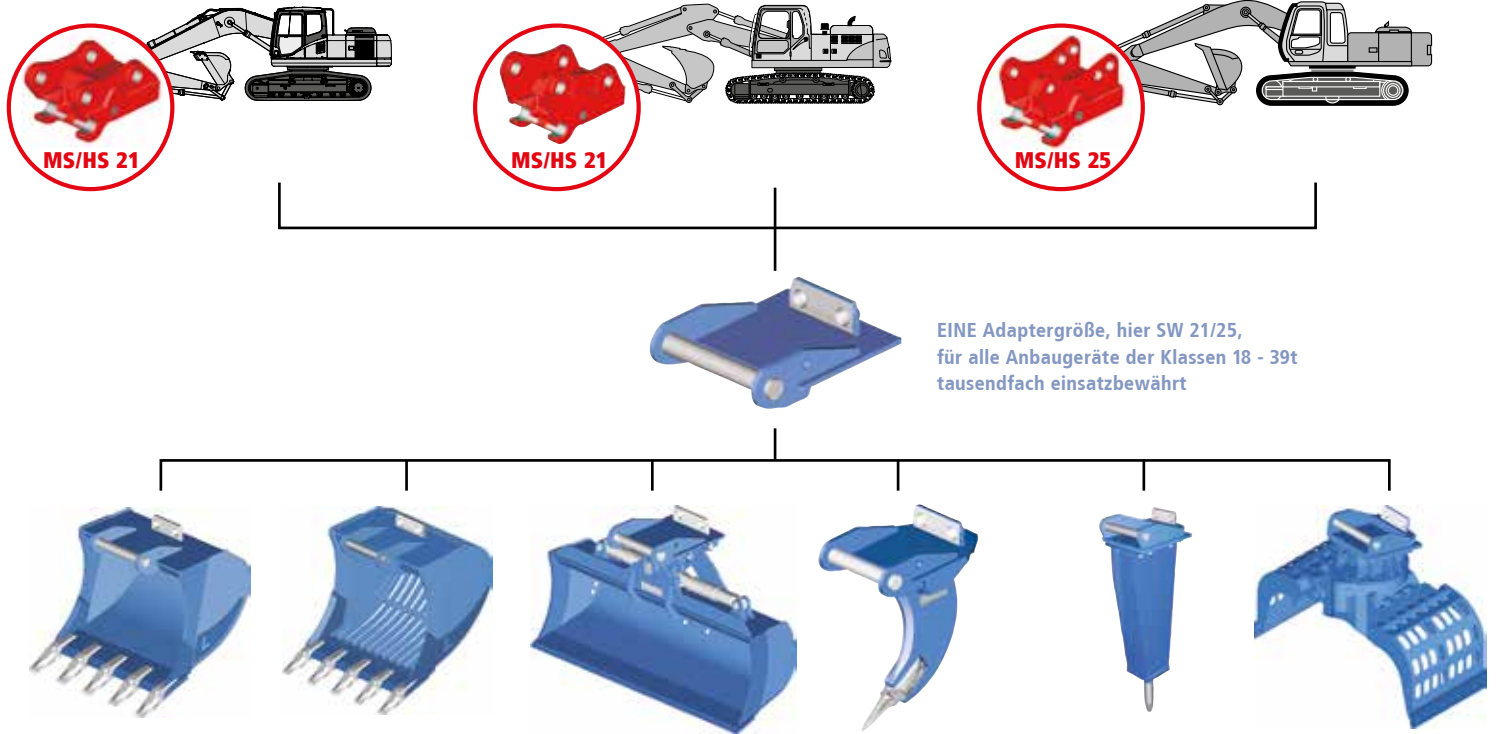 MS/HS 21
MS/HS 21
MS/HS 25
EINE Adaptergröße, hier SW 21/25,
für alle Anbaugeräte der Klassen 18 - 39t
tausendfach einsatzbewährt